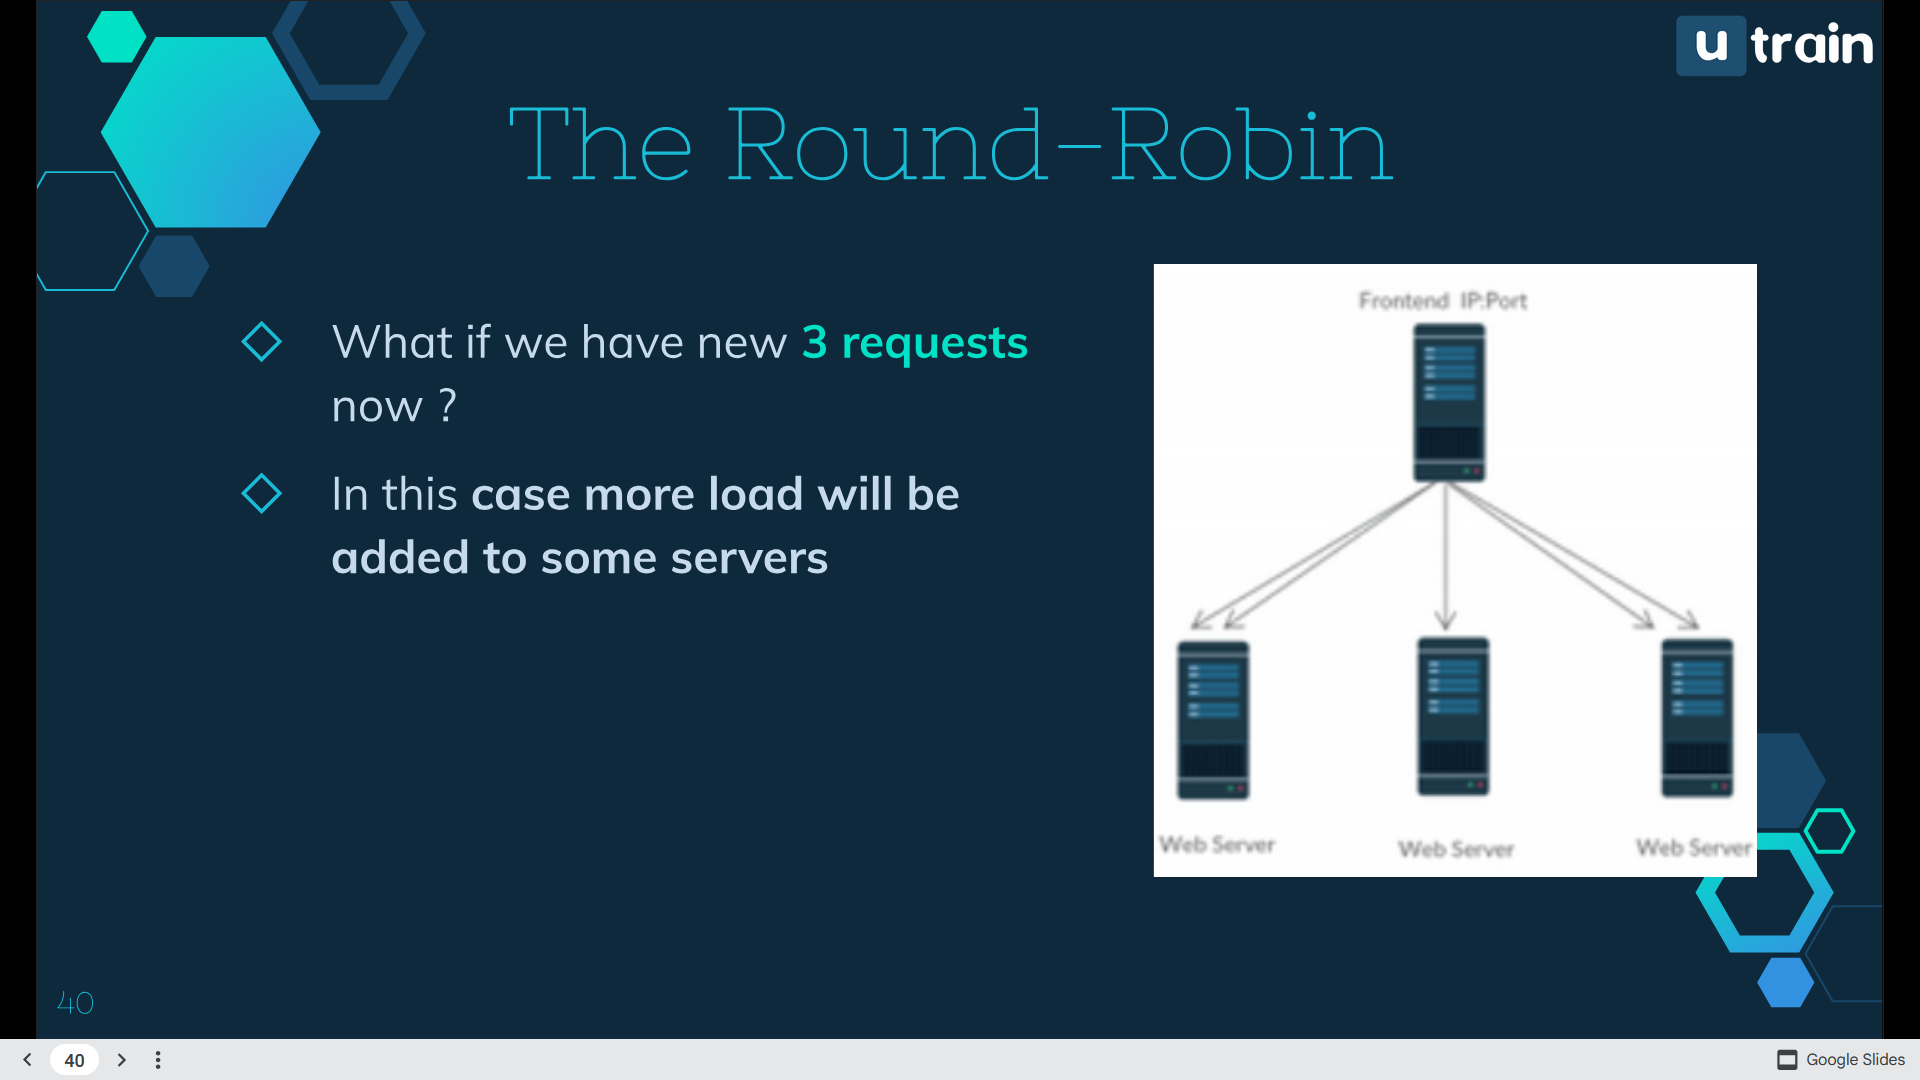 u train
The Round-Robin
What if we have new 3 requests
now ?
In this case more load will be
added to some servers
Frontend IP:Port
Web Server
Web Server
Web Server
40
40
Google Slides